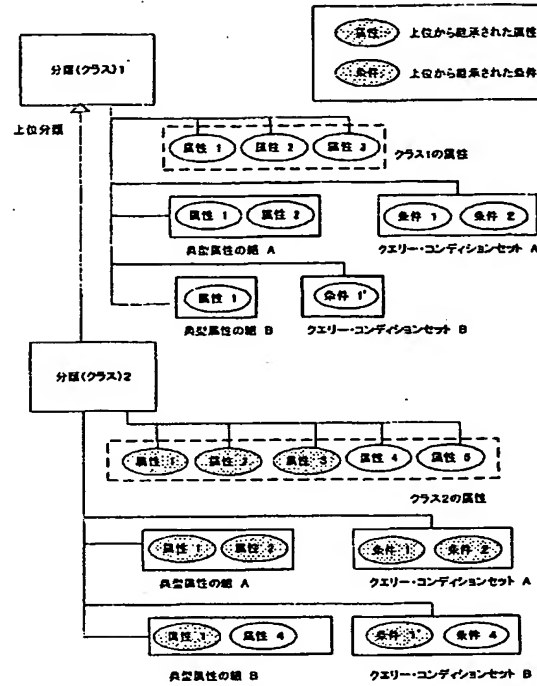 属性 上位から継承された属性
条件 上位から継承された条件
分類(クラス)1
上位分類
属性 1 属性 2 属性 3
クラス1の属性
属性 1 属性 2
条件 1 条件 2
典型属性の組 A
クエリー・コンディションセット A
属性 1
条件 1'
典型属性の組 B
クエリー・コンディションセット B
分類(クラス)2
属性 1 属性 2 属性 3 属性 4 属性 5
クラス2の属性
属性 1 属性 2
条件 1 条件 2
典型属性の組 A
クエリー・コンディションセット A
属性 1 属性 4
条件 1' 条件 4
典型属性の組 B
クエリー・コンディションセット B